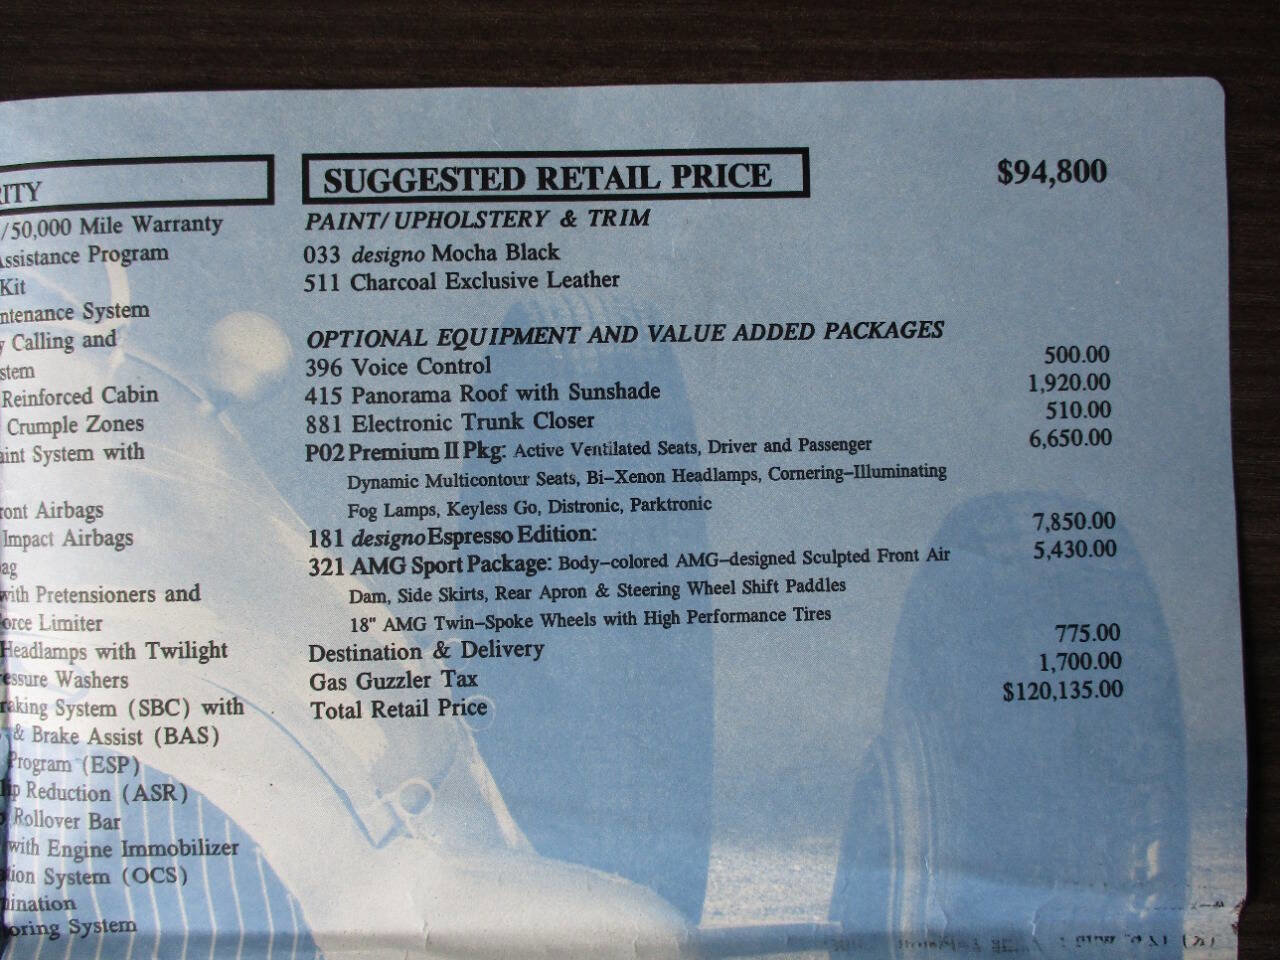 ITY
/50,000 Mile Warranty
Assistance Program
Kit
ntenance System
y Calling and
stem
Reinforced Cabin
Crumple Zones
aint System with
ront Airbags
Impact Airbags
ag
with Pretensioners and
orce Limiter
Headlamps with Twilight
essure Washers
raking System (SBC) with
& Brake Assist (BAS)
Program (ESP)
lip Reduction (ASR)
Rollover Bar
with Engine Immobilizer
tion System (OCS)
mination
oring System
SUGGESTED RETAIL PRICE $94,800
PAINT/UPHOLSTERY & TRIM
033 designo Mocha Black
511 Charcoal Exclusive Leather
OPTIONAL EQUIPMENT AND VALUE ADDED PACKAGES
396 Voice Control 500.00
415 Panorama Roof with Sunshade 1,920.00
881 Electronic Trunk Closer 510.00
P02 Premium II Pkg: Active Ventilated Seats, Driver and Passenger 6,650.00
Dynamic Multicontour Seats, Bi-Xenon Headlamps, Cornering-Illuminating
Fog Lamps, Keyless Go, Distronic, Parktronic
181 designo Espresso Edition: 7,850.00
321 AMG Sport Package: Body-colored AMG-designed Sculpted Front Air 5,430.00
Dam, Side Skirts, Rear Apron & Steering Wheel Shift Paddles
18" AMG Twin-Spoke Wheels with High Performance Tires
Destination & Delivery 775.00
Gas Guzzler Tax 1,700.00
Total Retail Price $120,135.00